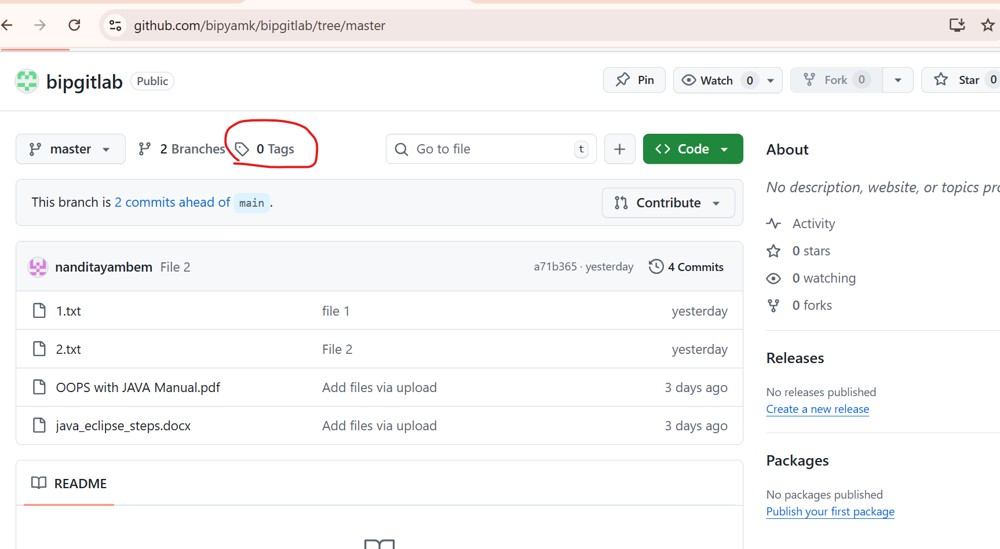 github.com/bipyamk/bipgitlab/tree/master
bipgitlab Public
Pin
Watch 0
Fork 0
Star 0
master
2 Branches
0 Tags
Go to file t
Code
This branch is 2 commits ahead of main .
Contribute
nanditayambem File 2 a71b365 · yesterday 4 Commits
1.txt file 1 yesterday
2.txt File 2 yesterday
OOPS with JAVA Manual.pdf Add files via upload 3 days ago
java_eclipse_steps.docx Add files via upload 3 days ago
README
About
No description, website, or topics pro
Activity
0 stars
0 watching
0 forks
Releases
No releases published
Create a new release
Packages
No packages published
Publish your first package